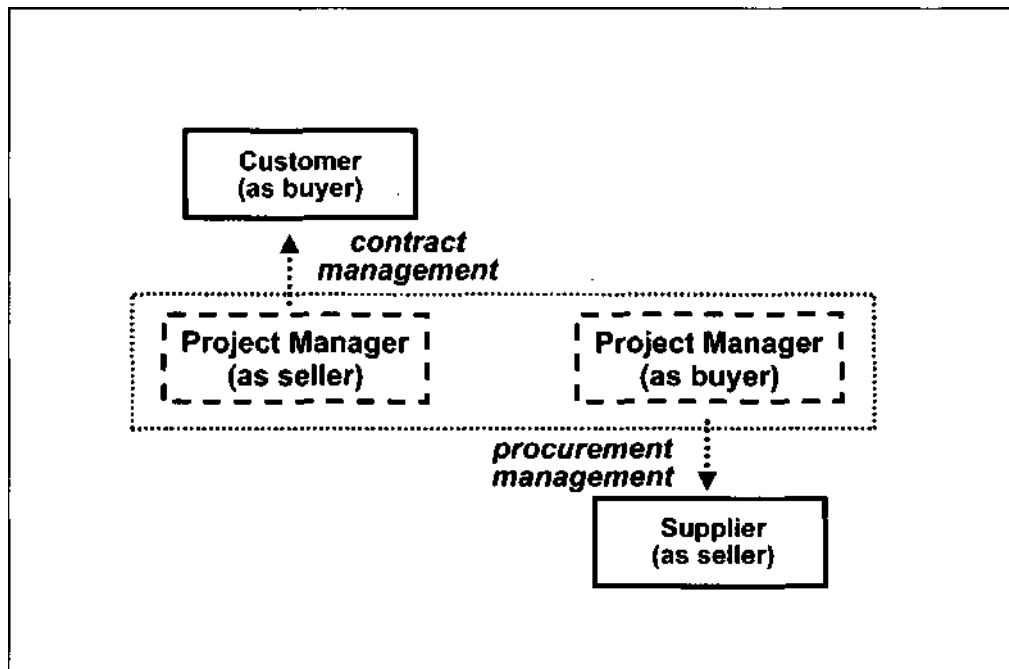 Customer
(as buyer)
contract
management
Project Manager
(as seller)
Project Manager
(as buyer)
procurement
management
Supplier
(as seller)